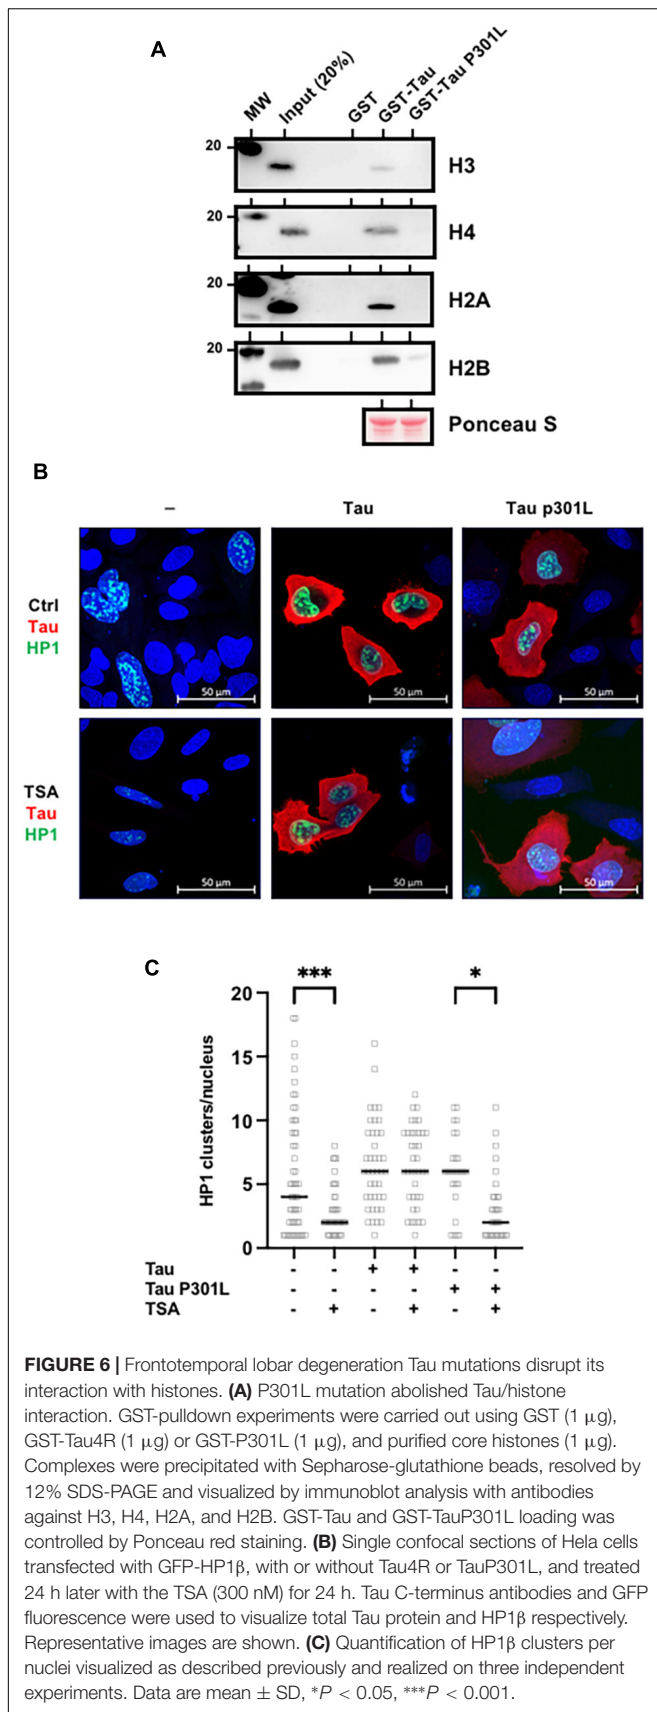 A
MW
Input (20%)
GST
GST-Tau
GST-Tau P301L
20
H3
20
H4
20
H2A
20
H2B
Ponceau S
B
–
Tau
Tau p301L
Ctrl
Tau
HP1
50 µm
50 µm
50 µm
TSA
Tau
HP1
50 µm
50 µm
50 µm
C
***
*
20
15
10
5
0
HP1 clusters/nucleus
Tau - - + + - -
Tau P301L - - - - + +
TSA - + - + - +
FIGURE 6 | Frontotemporal lobar degeneration Tau mutations disrupt its
interaction with histones. (A) P301L mutation abolished Tau/histone
interaction. GST-pulldown experiments were carried out using GST (1 µg),
GST-Tau4R (1 µg) or GST-P301L (1 µg), and purified core histones (1 µg).
Complexes were precipitated with Sepharose-glutathione beads, resolved by
12% SDS-PAGE and visualized by immunoblot analysis with antibodies
against H3, H4, H2A, and H2B. GST-Tau and GST-TauP301L loading was
controlled by Ponceau red staining. (B) Single confocal sections of Hela cells
transfected with GFP-HP1β, with or without Tau4R or TauP301L, and treated
24 h later with the TSA (300 nM) for 24 h. Tau C-terminus antibodies and GFP
fluorescence were used to visualize total Tau protein and HP1β respectively.
Representative images are shown. (C) Quantification of HP1β clusters per
nuclei visualized as described previously and realized on three independent
experiments. Data are mean ± SD, *P < 0.05, ***P < 0.001.